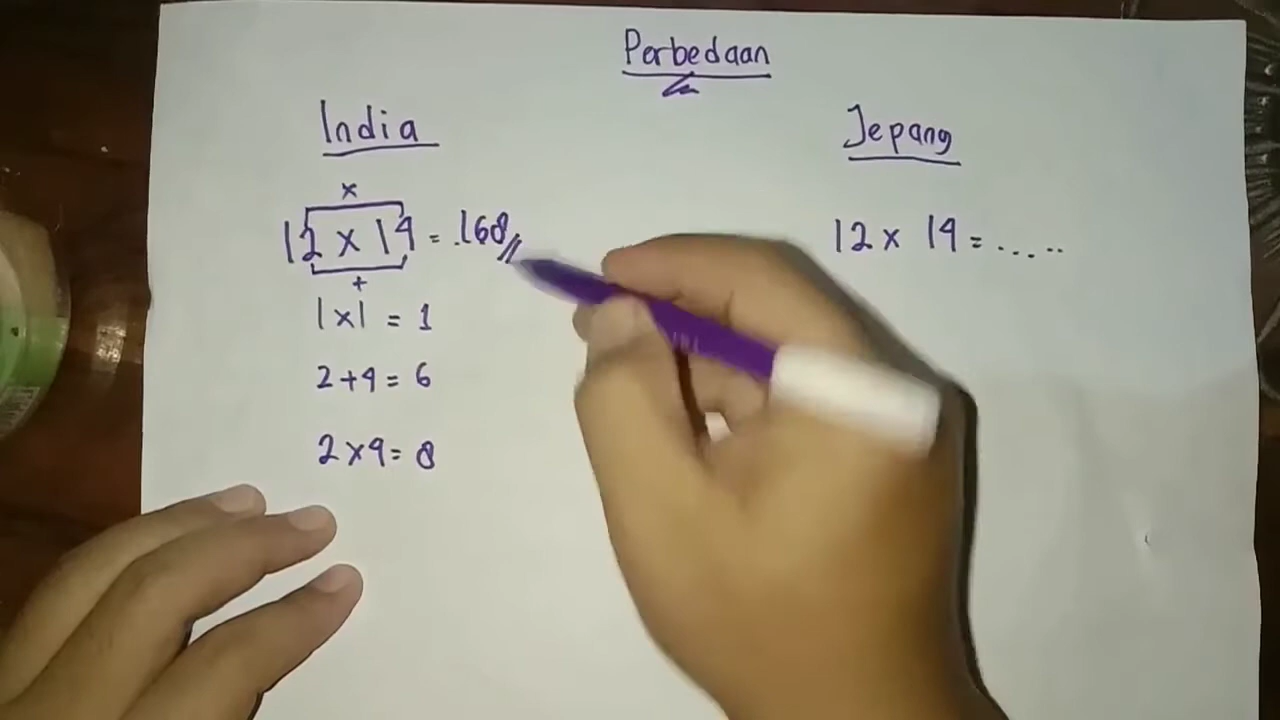 Perbedaan
India
x
12 x 14 = .168
+
1x1 = 1
2+4= 6
2x4= 8
Jepang
12 x 14 = .....